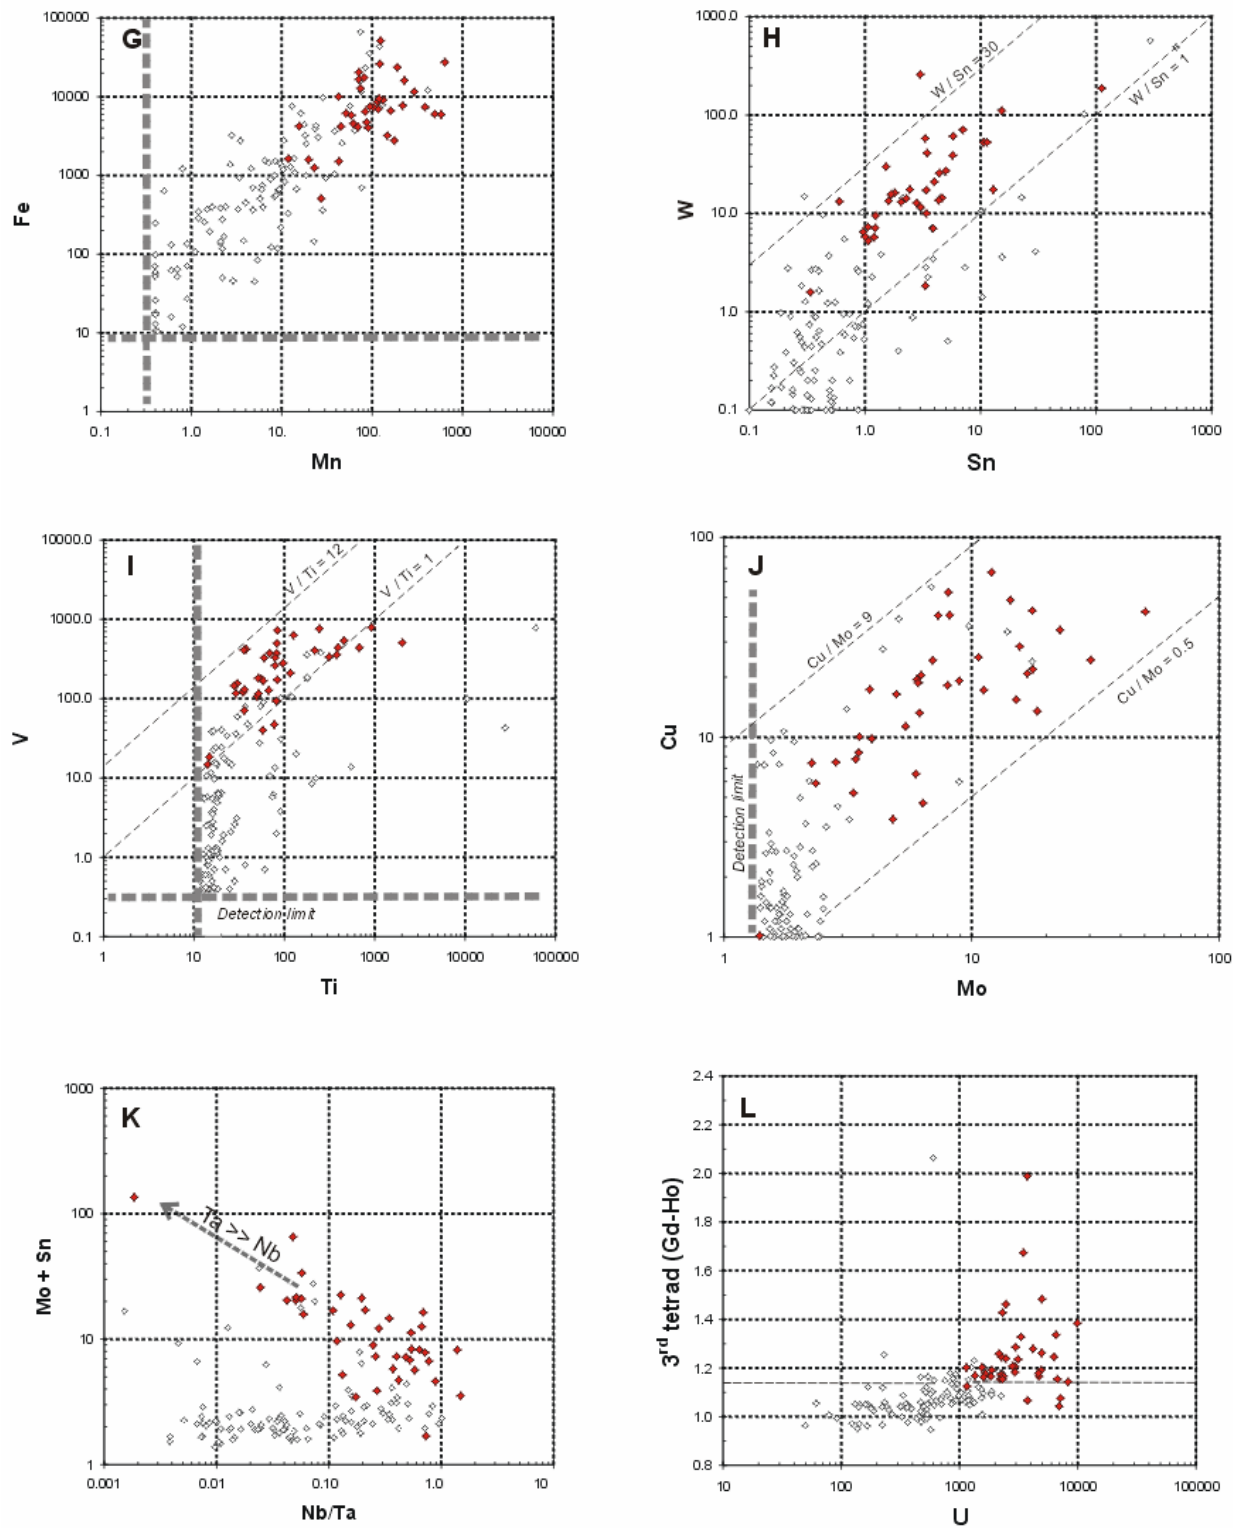 G
100000
10000
1000
100
10
1
0.1
1.0
10.
100.
1000
10000
Fe
Mn
H
1000.0
100.0
10.0
1.0
0.1
0.1
1.0
10
100
1000
W
Sn
W / Sn = 30
W / Sn = 1
I
10000.0
1000.0
100.0
10.0
1.0
0.1
1
10
100
1000
10000
100000
V
Ti
V / Ti = 12
V / Ti = 1
Detection limit
J
100
10
1
1
10
100
Cu
Mo
Cu / Mo = 9
Cu / Mo = 0.5
Detection limit
K
1000
100
10
1
0.001
0.01
0.10
1.0
10
Mo + Sn
Nb/Ta
Ta >> Nb
L
2.4
2.2
2.0
1.8
1.6
1.4
1.2
1.0
0.8
10
100
1000
10000
100000
3rd tetrad (Gd-Ho)
U